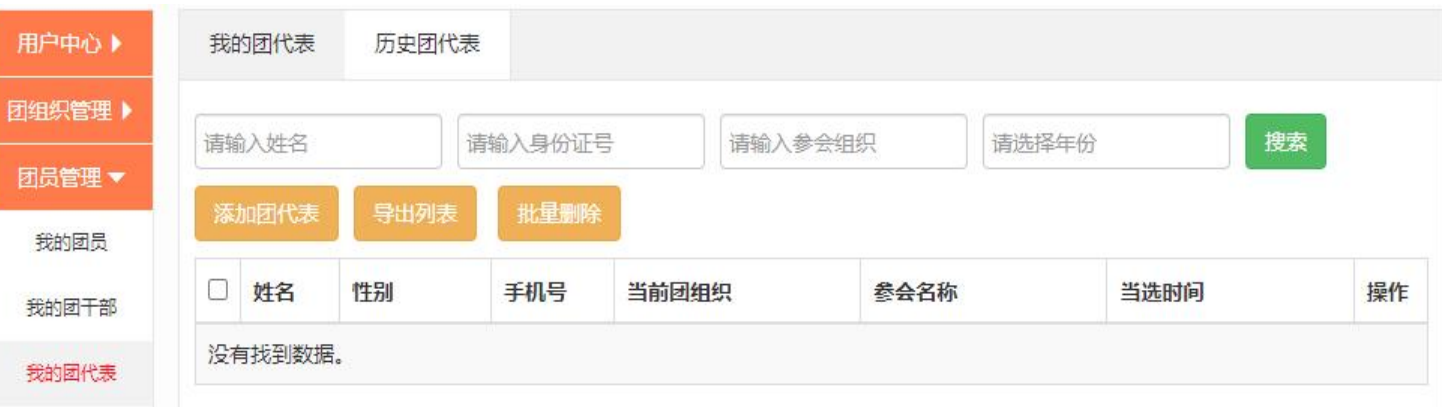 用户中心
团组织管理
团员管理
我的团员
我的团干部
我的团代表
我的团代表 历史团代表
请输入姓名 请输入身份证号 请输入参会组织 请选择年份 搜索
添加团代表 导出列表 批量删除
姓名 性别 手机号 当前团组织 参会名称 当选时间 操作
没有找到数据。